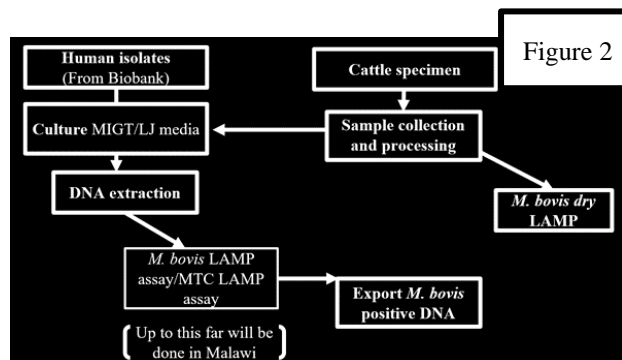 Figure 2
Human isolates
(From Biobank)
Cattle specimen
Culture MIGT/LJ media
Sample collection
and processing
DNA extraction
M. bovis dry
LAMP
M. bovis LAMP
assay/MTC LAMP
assay
Export M. bovis
positive DNA
Up to this far will be
done in Malawi